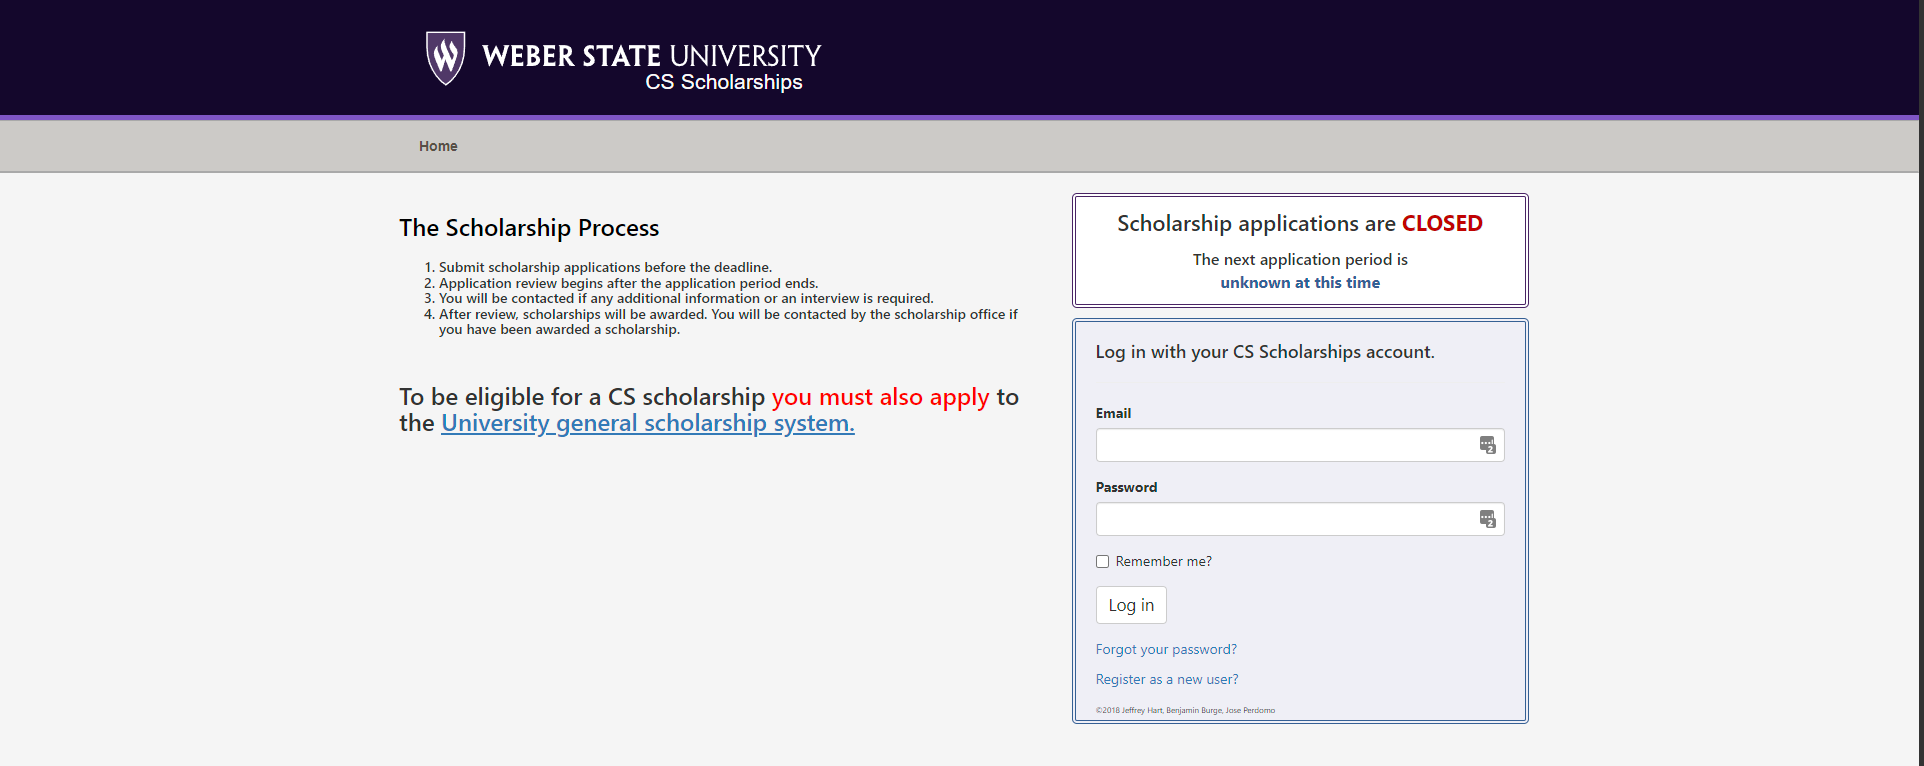 WEBER STATE UNIVERSITY
CS Scholarships
Home
The Scholarship Process
1. Submit scholarship applications before the deadline.
2. Application review begins after the application period ends.
3. You will be contacted if any additional information or an interview is required.
4. After review, scholarships will be awarded. You will be contacted by the scholarship office if
you have been awarded a scholarship.
To be eligible for a CS scholarship you must also apply to
the University general scholarship system.
Scholarship applications are CLOSED
The next application period is
unknown at this time
Log in with your CS Scholarships account.
Email
2
Password
2
Remember me?
Log in
Forgot your password?
Register as a new user?
©2018 Jeffrey Hart, Benjamin Burge, Jose Perdomo